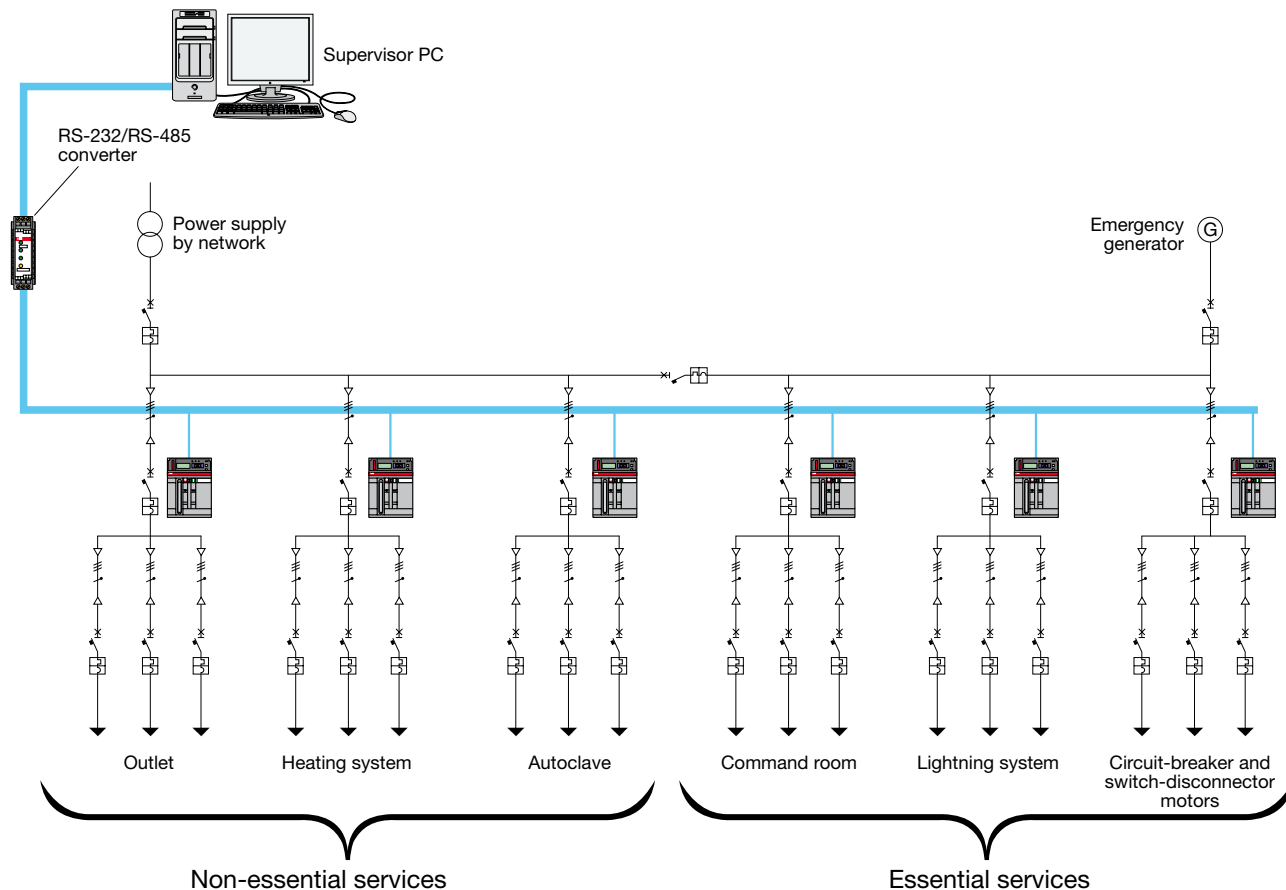 Supervisor PC
RS-232/RS-485
converter
Power supply
by network
Emergency
generator
G
Outlet
Heating system
Autoclave
Command room
Lightning system
Circuit-breaker and
switch-disconnector
motors
Non-essential services
Essential services